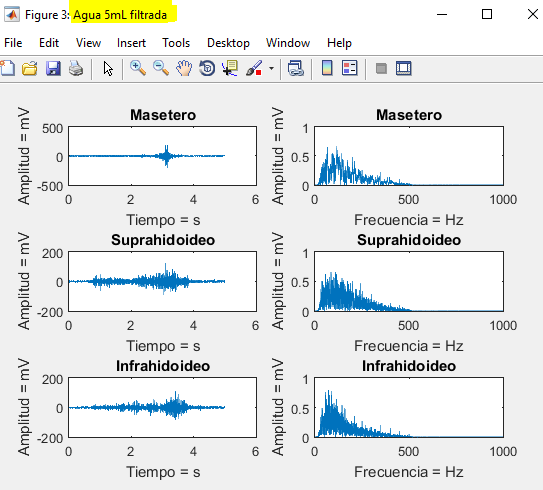 Figure 3: Agua 5mL filtrada
File Edit View Insert Tools Desktop Window Help
Masetero
Amplitud = mV
500
0
-500
0 2 4 6
Tiempo = s
Masetero
Amplitud = mV
1
0.5
0
0 500 1000
Frecuencia = Hz
Suprahidoideo
Amplitud = mV
200
0
-200
0 2 4 6
Tiempo = s
Suprahidoideo
Amplitud = mV
1
0.5
0
0 500 1000
Frecuencia = Hz
Infrahidoideo
Amplitud = mV
200
0
-200
0 2 4 6
Tiempo = s
Infrahidoideo
Amplitud = mV
1
0.5
0
0 500 1000
Frecuencia = Hz